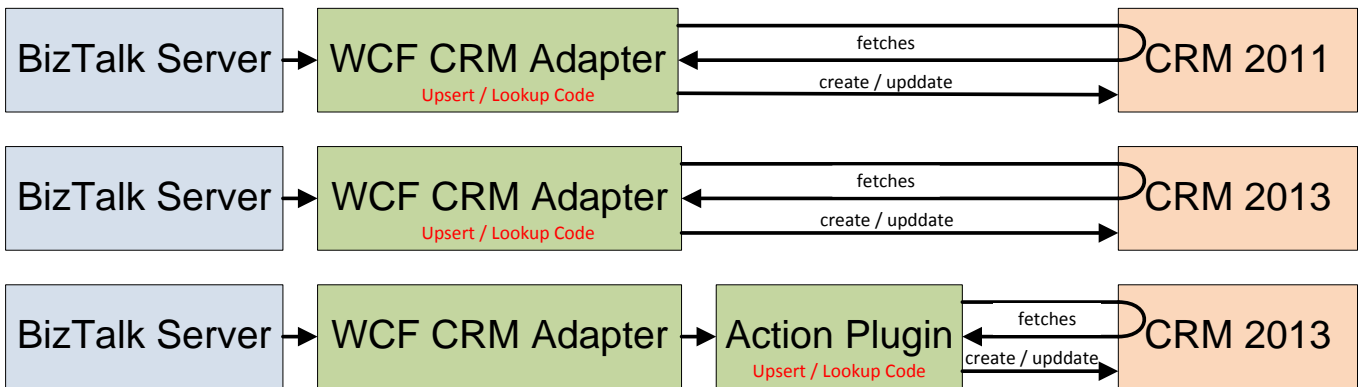 BizTalk Server WCF CRM Adapter fetches CRM 2011
Upsert / Lookup Code create / upddate
BizTalk Server WCF CRM Adapter fetches CRM 2013
Upsert / Lookup Code create / upddate
BizTalk Server WCF CRM Adapter Action Plugin fetches CRM 2013
Upsert / Lookup Code create / upddate